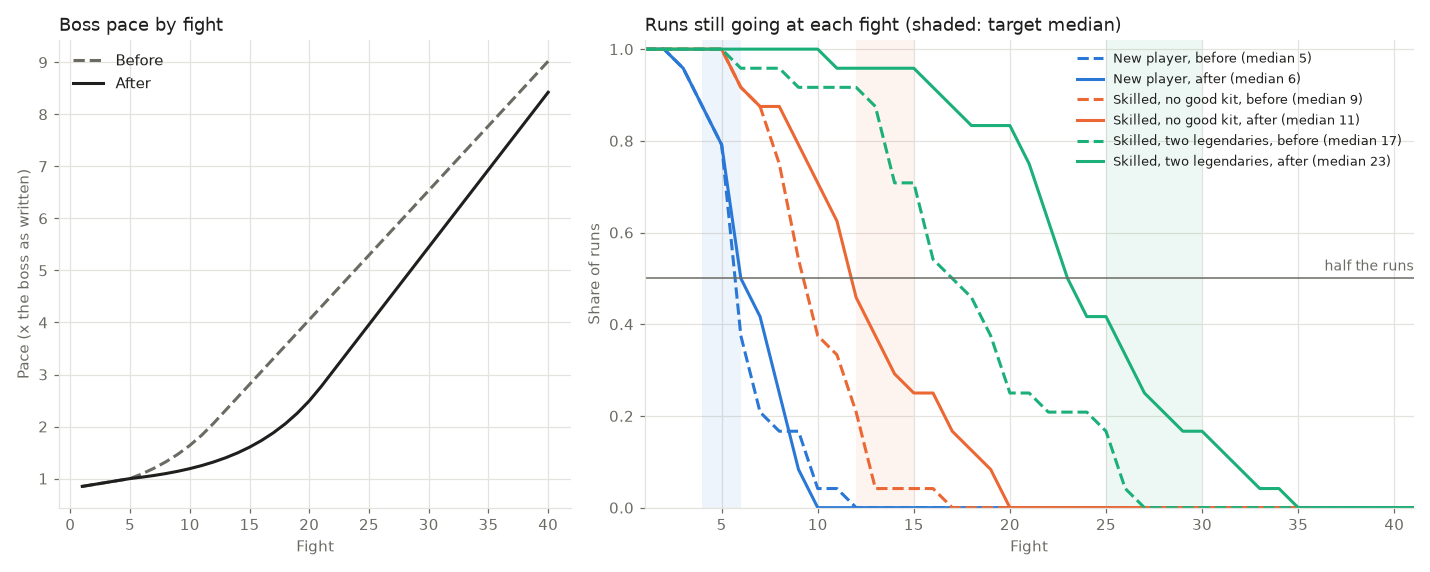 Boss pace by fight
Before
After
Pace (x the boss as written)
9
8
7
6
5
4
3
2
1
0
5
10
15
20
25
30
35
40
Fight
Runs still going at each fight (shaded: target median)
New player, before (median 5)
New player, after (median 6)
Skilled, no good kit, before (median 9)
Skilled, no good kit, after (median 11)
Skilled, two legendaries, before (median 17)
Skilled, two legendaries, after (median 23)
half the runs
Share of runs
1.0
0.8
0.6
0.4
0.2
0.0
5
10
15
20
25
30
35
40
Fight